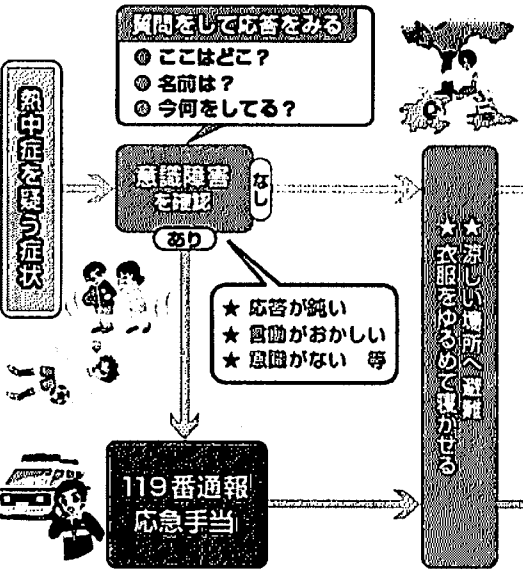 質問をして応答をみる
ここはどこ？
名前は？
今何をしてる？
熱中症を疑う症状
意識障害
を確認
なし
あり
★ 応答が鈍い
★ 言動がおかしい
★ 意識がない 等
★ 涼しい場所へ避難
★ 衣服をゆるめて寝かせる
119番通報
応急手当